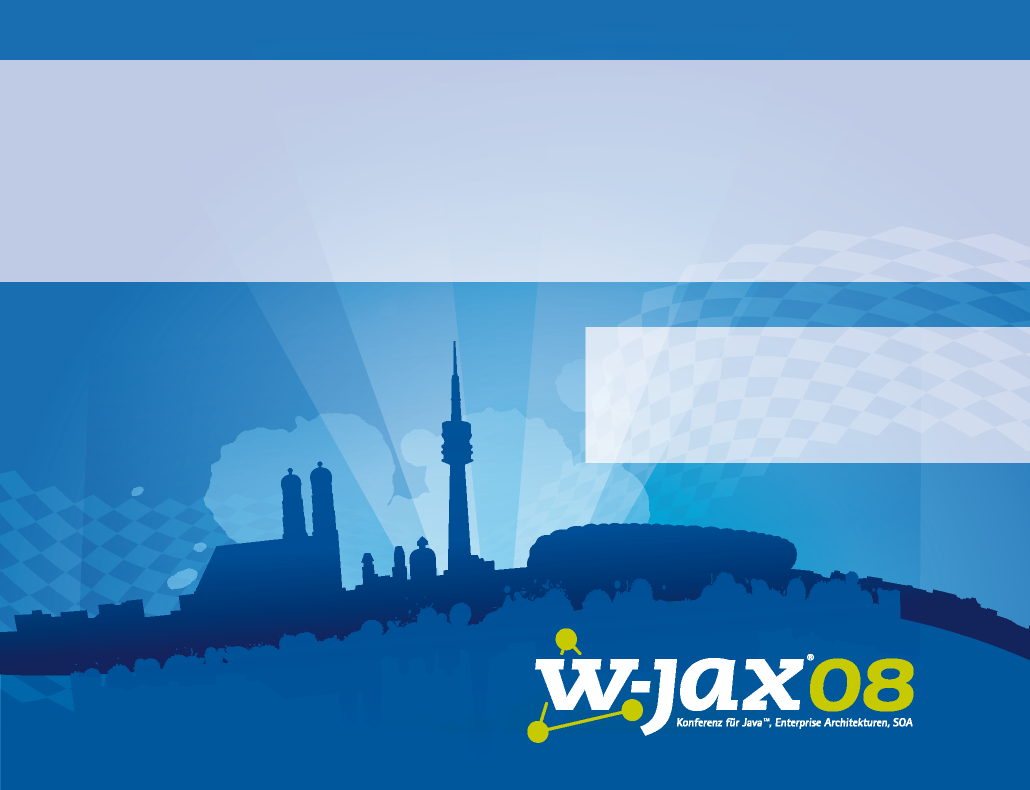 w-jax® 08
Konferenz für Java™, Enterprise Architekturen, SOA